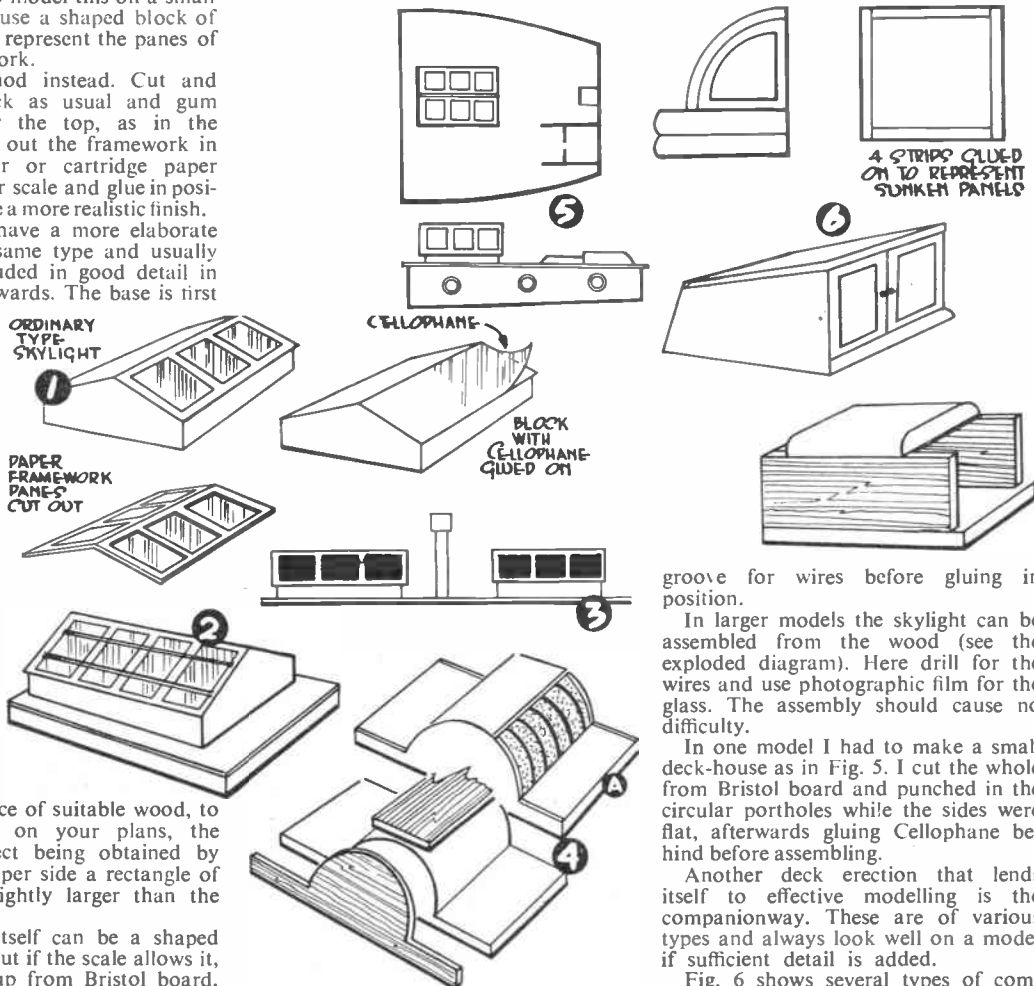 model this on a small
use a shaped block of
represent the panes of
ork.
nod instead. Cut and
ck as usual and gum
the top, as in the
out the framework in
r or cartridge paper
r scale and glue in posi-
e a more realistic finish.
have a more elaborate
same type and usually
uded in good detail in
wards. The base is first
ORDINARY
TYPE
SKYLIGHT
1
CELLOPHANE
BLOCK
WITH
CELLOPHANE
GLUED ON
PAPER
FRAMEWORK
PANES
CUT OUT
2
3
A
4
5
4 STRIPS GLUED
ON TO REPRESENT
SUNKEN PANELS
6
ce of suitable wood, to
on your plans, the
ect being obtained by
per side a rectangle of
ightly larger than the
tself can be a shaped
ut if the scale allows it,
up from Bristol board.
groove for wires before gluing in
position.
In larger models the skylight can be
assembled from the wood (see the
exploded diagram). Here drill for the
wires and use photographic film for the
glass. The assembly should cause no
difficulty.
In one model I had to make a small
deck-house as in Fig. 5. I cut the whole
from Bristol board and punched in the
circular portholes while the sides were
flat, afterwards gluing Cellophane be-
hind before assembling.
Another deck erection that lends
itself to effective modelling is the
companionway. These are of various
types and always look well on a model
if sufficient detail is added.
Fig. 6 shows several types of com-